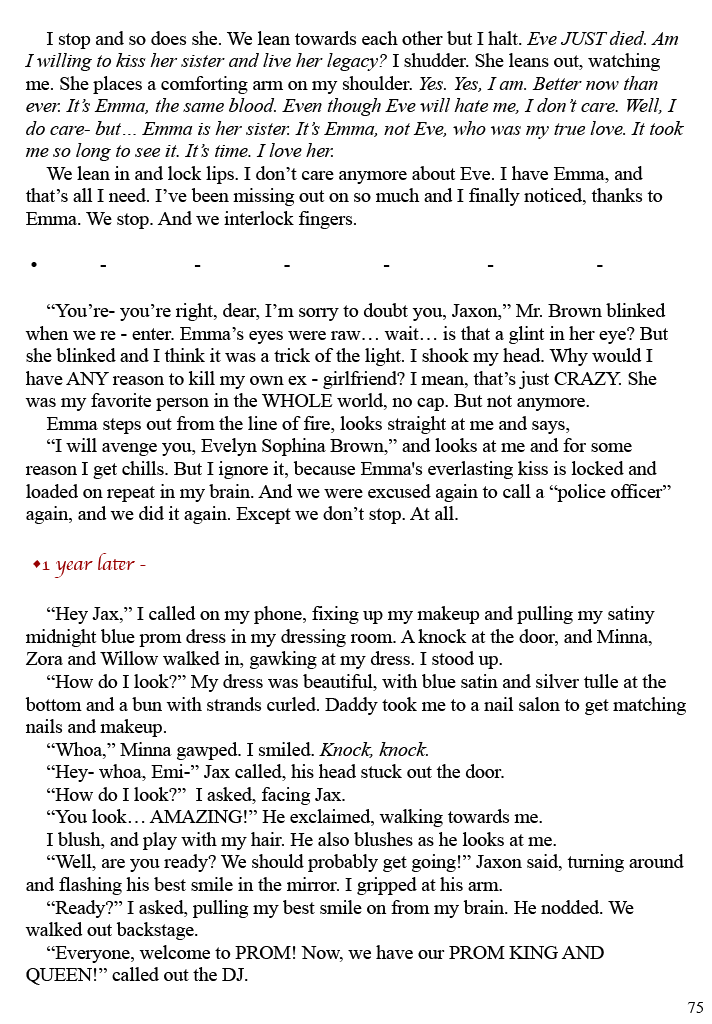 I stop and so does she. We lean towards each other but I halt. Eve JUST died. Am
I willing to kiss her sister and live her legacy? I shudder. She leans out, watching
me. She places a comforting arm on my shoulder. Yes. Yes, I am. Better now than
ever. It’s Emma, the same blood. Even though Eve will hate me, I don’t care. Well, I
do care- but… Emma is her sister. It’s Emma, not Eve, who was my true love. It took
me so long to see it. It’s time. I love her.
We lean in and lock lips. I don’t care anymore about Eve. I have Emma, and
that’s all I need. I’ve been missing out on so much and I finally noticed, thanks to
Emma. We stop. And we interlock fingers.
• - - - - - -
“You’re- you’re right, dear, I’m sorry to doubt you, Jaxon,” Mr. Brown blinked
when we re - enter. Emma’s eyes were raw… wait… is that a glint in her eye? But
she blinked and I think it was a trick of the light. I shook my head. Why would I
have ANY reason to kill my own ex - girlfriend? I mean, that’s just CRAZY. She
was my favorite person in the WHOLE world, no cap. But not anymore.
Emma steps out from the line of fire, looks straight at me and says,
“I will avenge you, Evelyn Sophina Brown,” and looks at me and for some
reason I get chills. But I ignore it, because Emma's everlasting kiss is locked and
loaded on repeat in my brain. And we were excused again to call a “police officer”
again, and we did it again. Except we don’t stop. At all.
♦1 year later -
“Hey Jax,” I called on my phone, fixing up my makeup and pulling my satiny
midnight blue prom dress in my dressing room. A knock at the door, and Minna,
Zora and Willow walked in, gawking at my dress. I stood up.
“How do I look?” My dress was beautiful, with blue satin and silver tulle at the
bottom and a bun with strands curled. Daddy took me to a nail salon to get matching
nails and makeup.
“Whoa,” Minna gawped. I smiled. Knock, knock.
“Hey- whoa, Emi-” Jax called, his head stuck out the door.
“How do I look?” I asked, facing Jax.
“You look… AMAZING!” He exclaimed, walking towards me.
I blush, and play with my hair. He also blushes as he looks at me.
“Well, are you ready? We should probably get going!” Jaxon said, turning around
and flashing his best smile in the mirror. I gripped at his arm.
“Ready?” I asked, pulling my best smile on from my brain. He nodded. We
walked out backstage.
“Everyone, welcome to PROM! Now, we have our PROM KING AND
QUEEN!” called out the DJ.
75